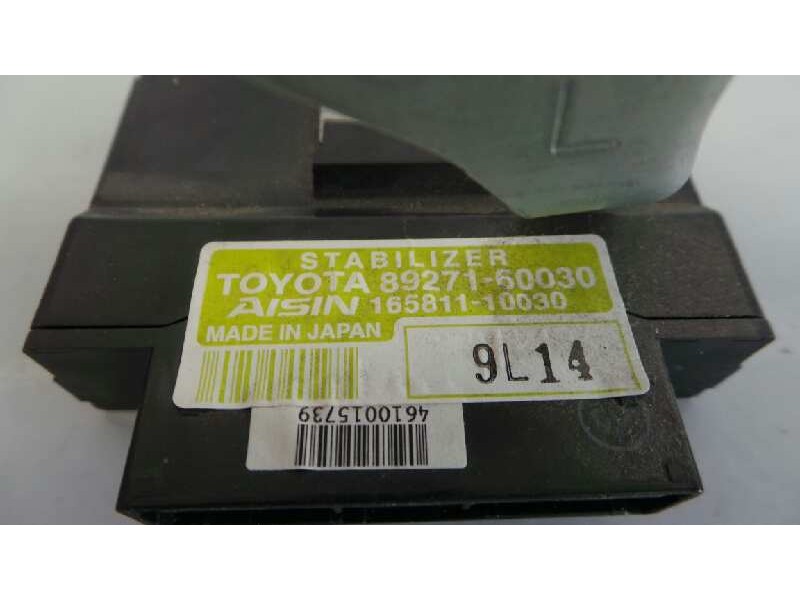 L
STABILIZER
TOYOTA 89271-60030
AISIN 165811-10030
MADE IN JAPAN
9L14
4610015739